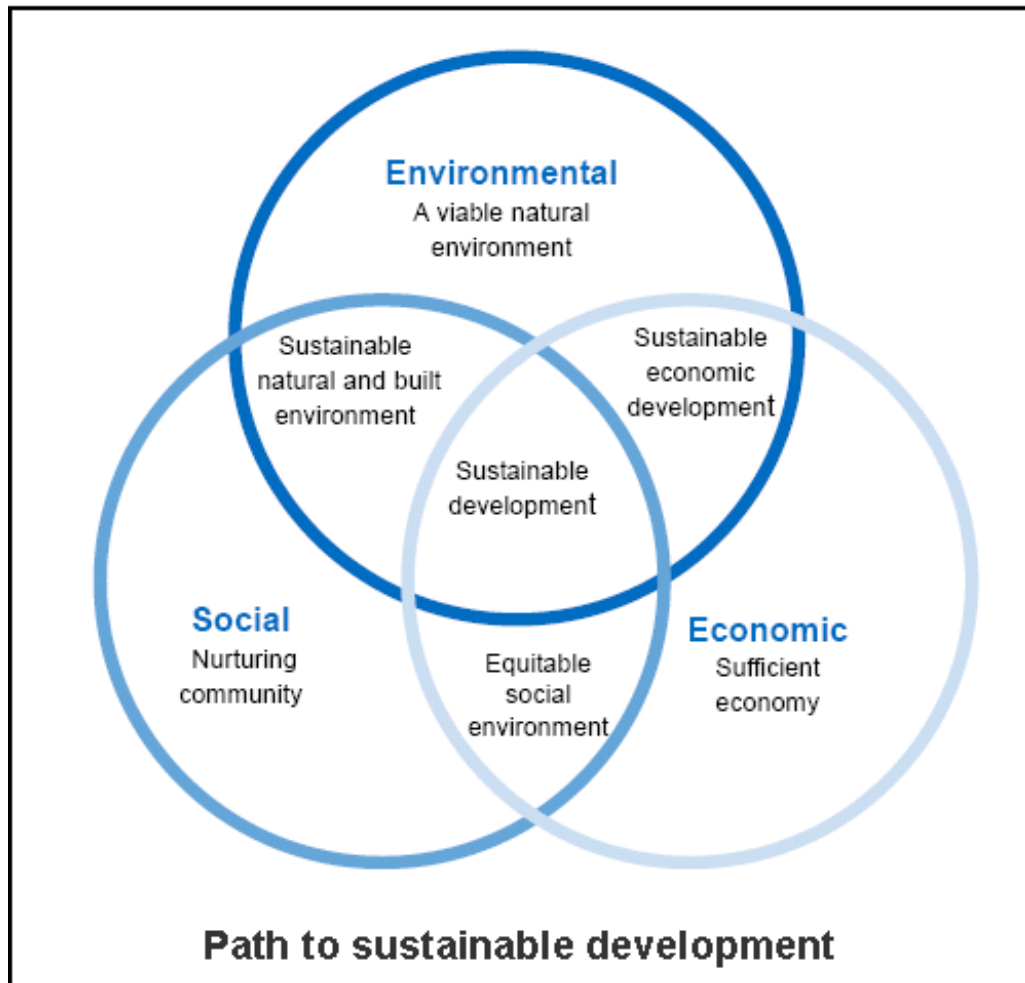 Environmental
A viable natural
environment
Sustainable
natural and built
environment
Sustainable
economic
development
Sustainable
development
Social
Nurturing
community
Equitable
social
environment
Economic
Sufficient
economy
Path to sustainable development